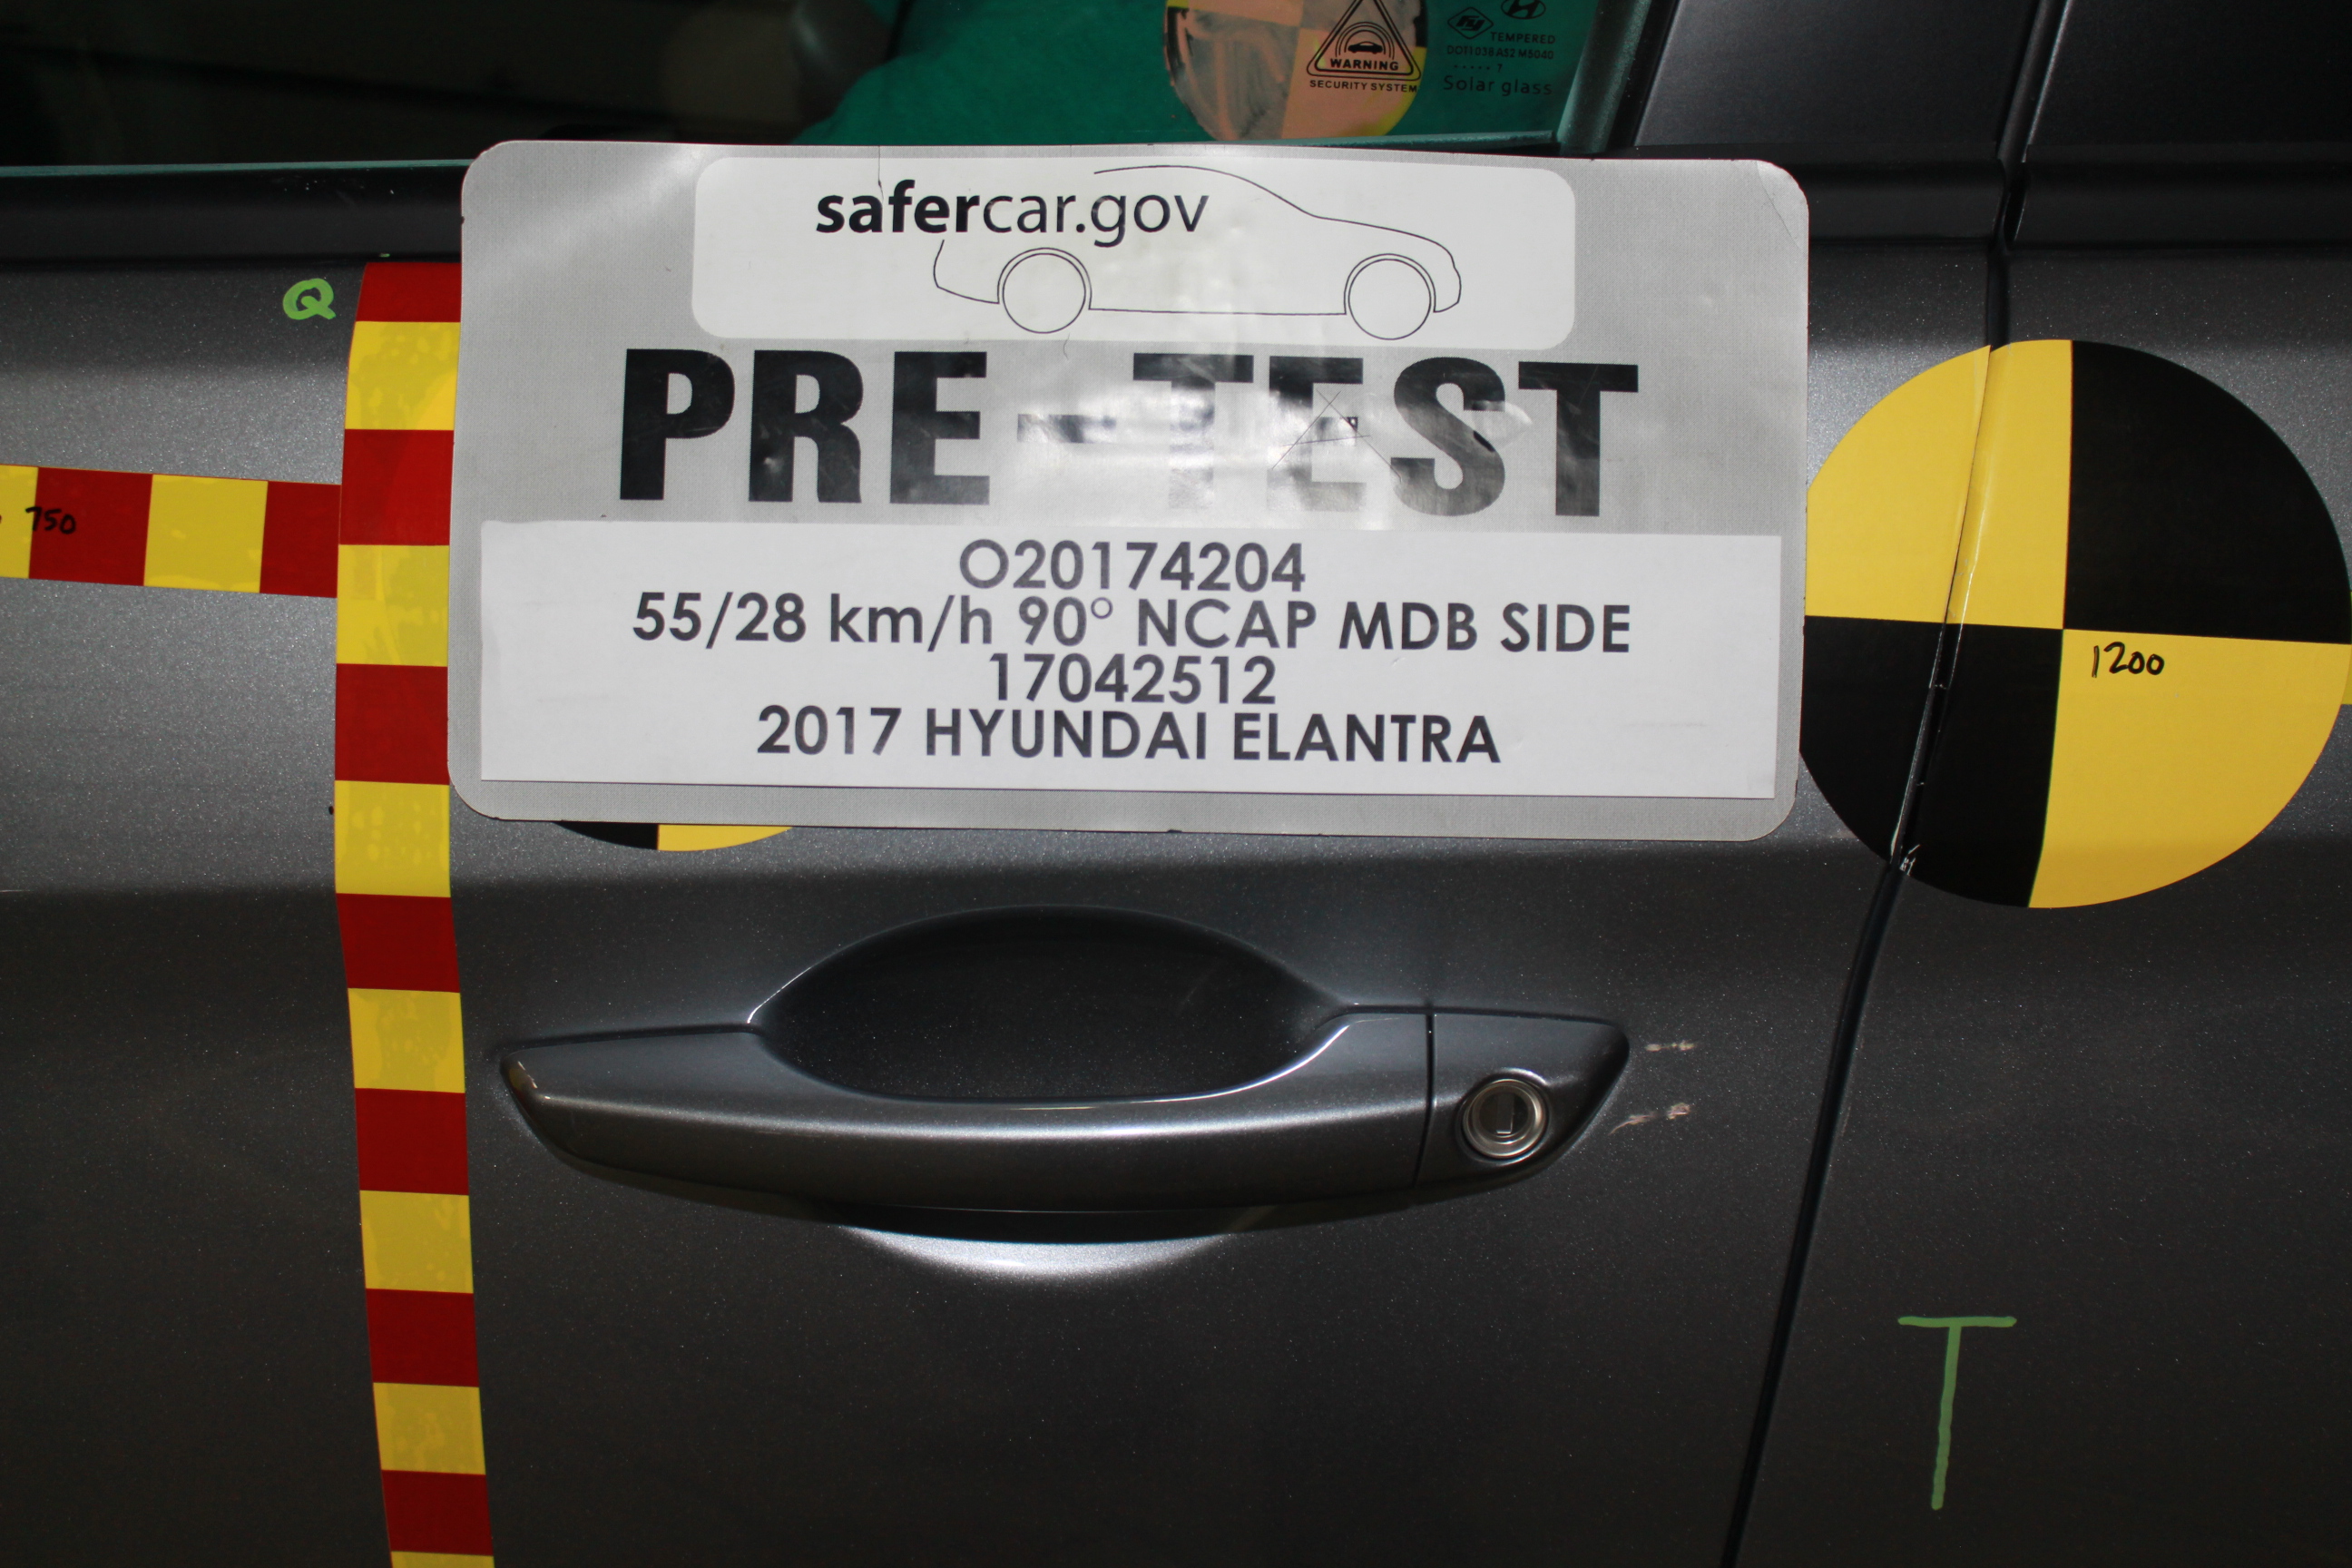 WARNING
SECURITY SYSTEM
TEMPERED
Solar glass
safercar.gov
Q
PRE-TEST
750
O20174204
55/28 km/h 90° NCAP MDB SIDE
17042512
2017 HYUNDAI ELANTRA
1200
T